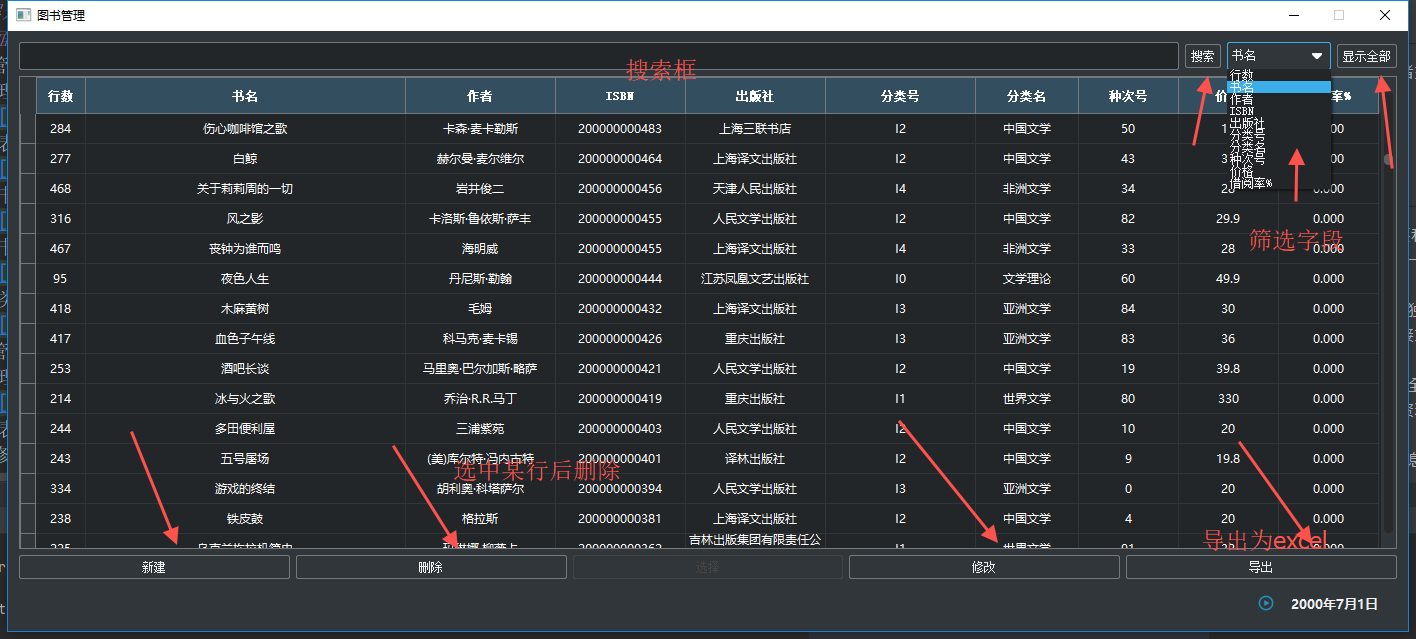 图书管理
搜索 书名 显示全部
搜索框
行数 书名 作者 ISBN 出版社 分类号 分类名 种次号 价 率%
行数
书名
作者
ISBN
出版社
分类号
分类名
种次号
价格
借阅率%
筛选字段
284 伤心咖啡馆之歌 卡森·麦卡勒斯 200000000483 上海三联书店 I2 中国文学 50
277 白鲸 赫尔曼·麦尔维尔 200000000464 上海译文出版社 I2 中国文学 43
468 关于莉莉周的一切 岩井俊二 200000000456 天津人民出版社 I4 非洲文学 34 20 0.000
316 风之影 卡洛斯·鲁依斯·萨丰 200000000455 人民文学出版社 I2 中国文学 82 29.9 0.000
467 丧钟为谁而鸣 海明威 200000000455 上海译文出版社 I4 非洲文学 33 28 0.000
95 夜色人生 丹尼斯·勒翰 200000000444 江苏凤凰文艺出版社 I0 文学理论 60 49.9 0.000
418 木麻黄树 毛姆 200000000432 上海译文出版社 I3 亚洲文学 84 30 0.000
417 血色子午线 科马克·麦卡锡 200000000426 重庆出版社 I3 亚洲文学 83 36 0.000
253 酒吧长谈 马里奥·巴尔加斯·略萨 200000000421 人民文学出版社 I2 中国文学 19 39.8 0.000
214 冰与火之歌 乔治·R.R.马丁 200000000419 重庆出版社 I1 世界文学 80 330 0.000
244 多田便利屋 三浦紫苑 200000000403 人民文学出版社 I2 中国文学 10 20 0.000
243 五号屠场 (美)库尔特·冯内古特 200000000401 译林出版社 I2 中国文学 9 19.8 0.000
选中某行后删除
334 游戏的终结 胡利奥·科塔萨尔 200000000394 人民文学出版社 I3 亚洲文学 0 20 0.000
238 铁皮鼓 格拉斯 200000000381 上海译文出版社 I2 中国文学 4 20 0.000
吉林出版集团有限责任公
导出为excel
新建 删除 选择 修改 导出
2000年7月1日